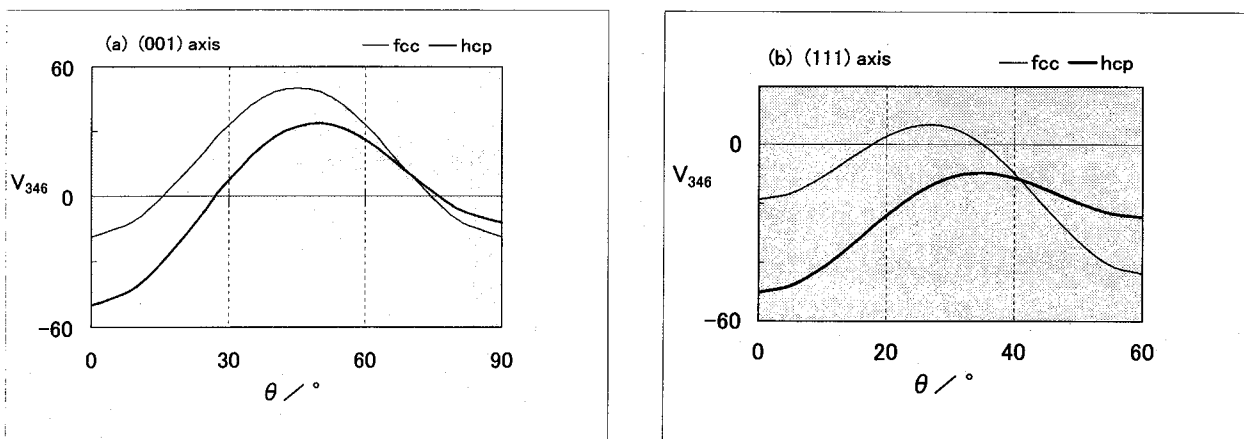 (a) (001) axis
fcc
hcp
60
V346
0
-60
0
30
60
90
θ / °
(b) (111) axis
fcc
hcp
0
V346
-60
0
20
40
60
θ / °